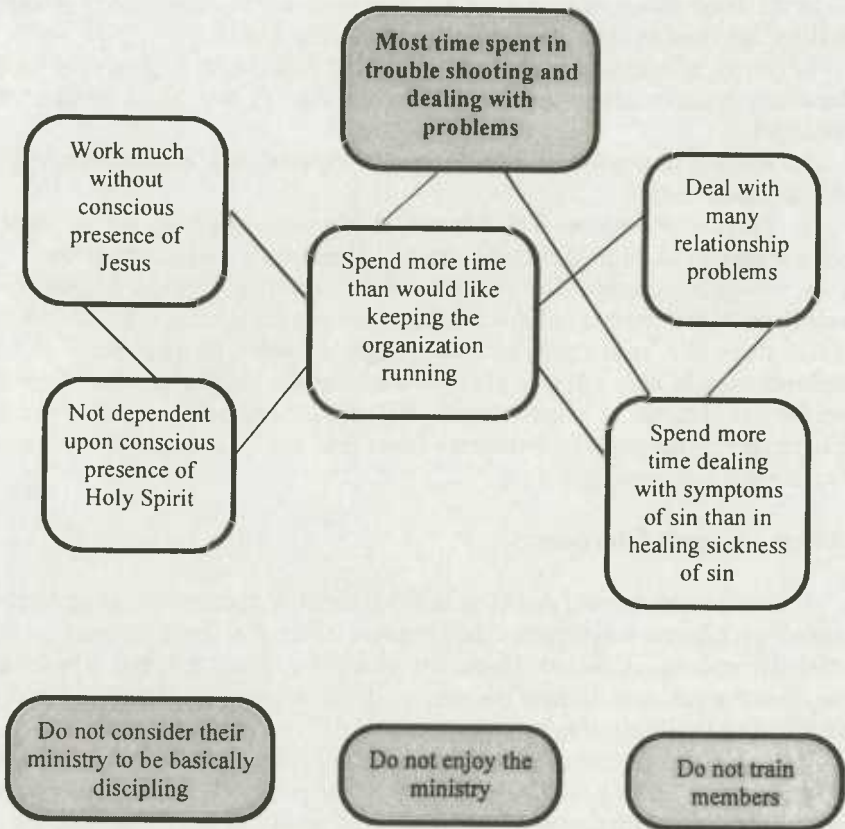 Most time spent in
trouble shooting and
dealing with
problems
Work much
without
conscious
presence of
Jesus
Spend more time
than would like
keeping the
organization
running
Deal with
many
relationship
problems
Not dependent
upon conscious
presence of
Holy Spirit
Spend more
time dealing
with symptoms
of sin than in
healing sickness
of sin
Do not consider their
ministry to be basically
discipling
Do not enjoy the
ministry
Do not train
members